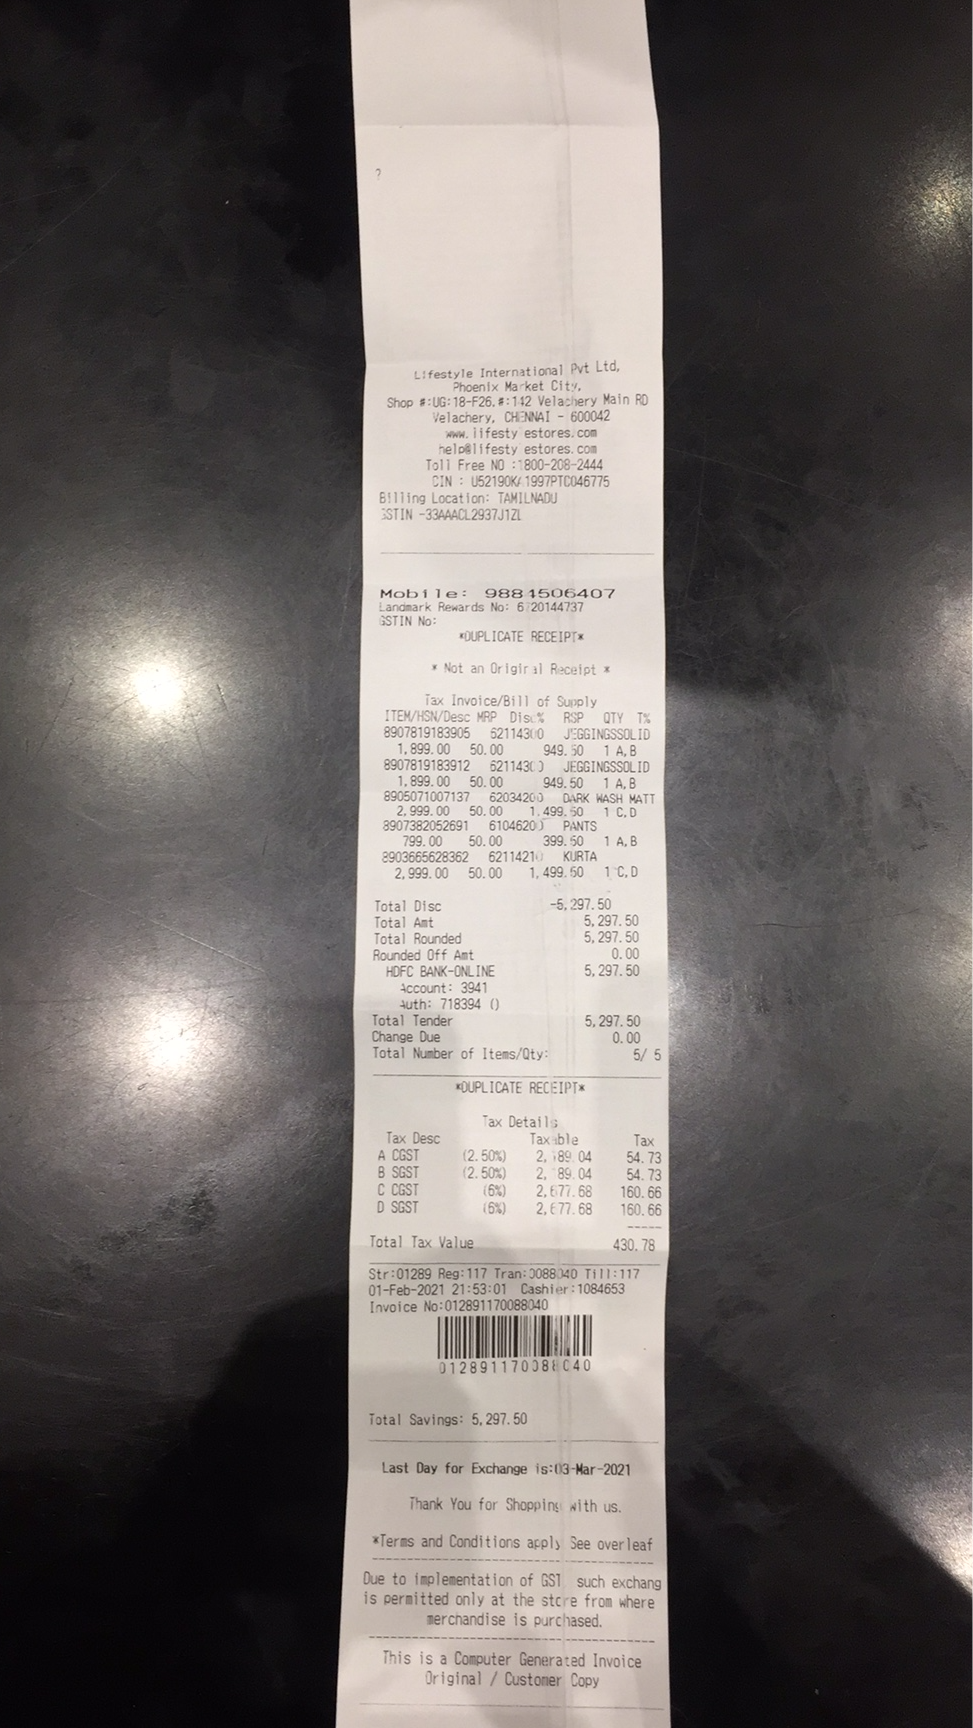 ?
Lifestyle International Pvt Ltd,
Phoenix Market City,
Shop #:UG:18-F26,#:142 Velachery Main RD
Velachery, CHENNAI - 600042
www.lifesty estores.com
help@lifesty estores.com
Toll Free NO :1800-208-2444
CIN : U52190K/ 1997PTC046775
Billing Location: TAMILNADU
GSTIN -33AAACL2937J1ZL
Mobile: 9884506407
Landmark Rewards No: 6 20144737
GSTIN No:
*DUPLICATE RECEIPT*
* Not an Original Receipt *
Tax Invoice/Bill of Supply
ITEM/HSN/Desc MRP Disc% RSP QTY T%
8907819183905 62114300 JEGGINGSSOLID
1,899.00 50.00 949.50 1 A,B
8907819183912 62114300 JEGGINGSSOLID
1,899.00 50.00 949.50 1 A,B
8905071007137 62034200 DARK WASH MATT
2,999.00 50.00 1,499.50 1 C,D
8907382052691 61046200 PANTS
799.00 50.00 399.50 1 A,B
8903665628362 6211421 KURTA
2,999.00 50.00 1,499.50 1 C,D
Total Disc -5,297.50
Total Amt 5,297.50
Total Rounded 5,297.50
Rounded Off Amt 0.00
HDFC BANK-ONLINE 5,297.50
Account: 3941
Auth: 718394 ()
Total Tender 5,297.50
Change Due 0.00
Total Number of Items/Qty: 5/ 5
*DUPLICATE RECEIPT*
Tax Details
Tax Desc Taxable Tax
A CGST (2.50%) 2,189.04 54.73
B SGST (2.50%) 2,189.04 54.73
C CGST (6%) 2,677.68 160.66
D SGST (6%) 2,677.68 160.66
-----
Total Tax Value 430.78
Str:01289 Reg:117 Tran:0088040 Till:117
01-Feb-2021 21:53:01 Cashier:1084653
Invoice No:012891170088040
012891170088040
Total Savings: 5,297.50
Last Day for Exchange is:03-Mar-2021
Thank You for Shopping with us.
*Terms and Conditions apply See overleaf
Due to implementation of GST such exchang
is permitted only at the store from where
merchandise is purchased.
This is a Computer Generated Invoice
Original / Customer Copy